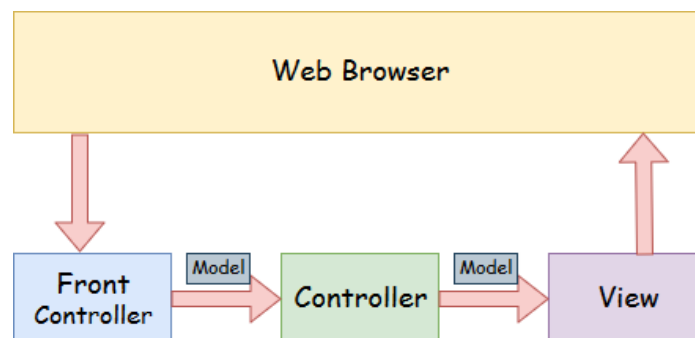 Web Browser
Model
Model
Front
Controller
Controller
View